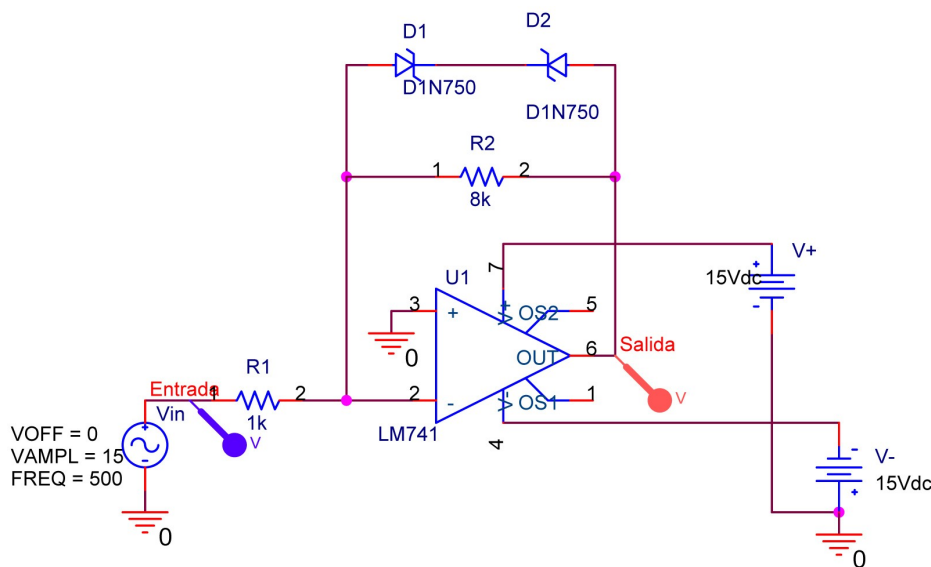 D1
D2
D1N750
D1N750
R2
1
2
8k
V+
7
U1
15Vdc
3
+
V+
OS2
5
0
OUT
6
Salida
V
R1
Entrada
1
2
2
-
V-
OS1
1
Vin
1k
V
LM741
4
VOFF = 0
VAMPL = 15
FREQ = 500
V-
15Vdc
0
0